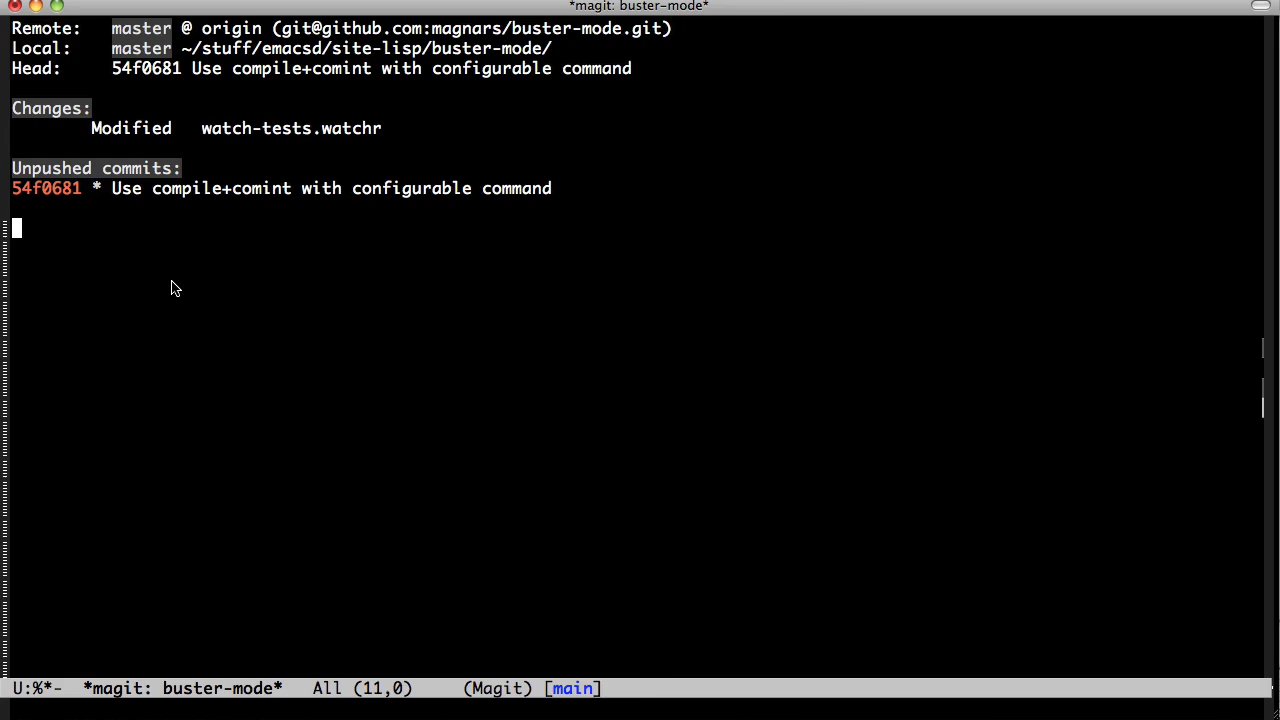 *magit: buster-mode*
Remote: master @ origin (git@github.com:magnars/buster-mode.git)
Local: master ~/stuff/emacsd/site-lisp/buster-mode/
Head: 54f0681 Use compile+comint with configurable command
Changes:
Modified watch-tests.watchr
Unpushed commits:
54f0681 * Use compile+comint with configurable command
U:%*- *magit: buster-mode* All (11,0) (Magit) [main]